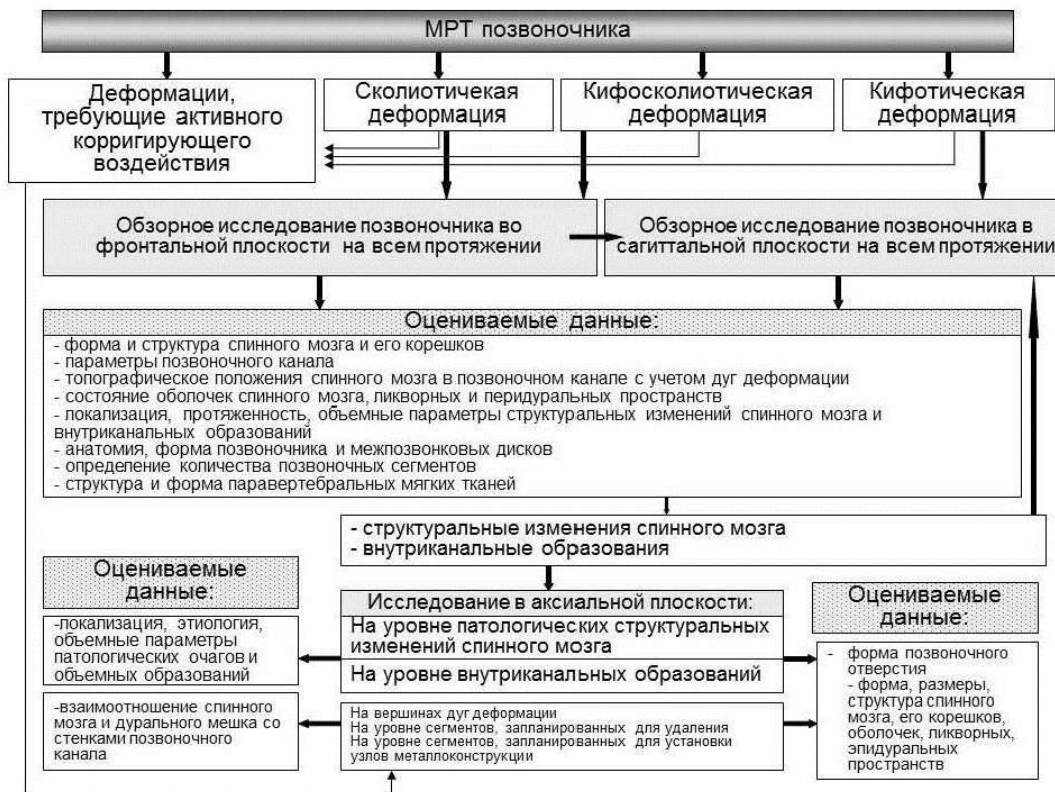 МРТ позвоночника
Деформации,
требующие активного
корригирующего
воздействия
Сколиотичекая
деформация
Кифосколиотическая
деформация
Кифотическая
деформация
Обзорное исследование позвоночника во
фронтальной плоскости на всем протяжении
Обзорное исследование позвоночника в
сагиттальной плоскости на всем протяжении
Оцениваемые данные:
- форма и структура спинного мозга и его корешков
- параметры позвоночного канала
- топографическое положения спинного мозга в позвоночном канале с учетом дуг деформации
- состояние оболочек спинного мозга, ликворных и перидуральных пространств
- локализация, протяженность, объемные параметры структуральных изменений спинного мозга и
внутриканальных образований
- анатомия, форма позвоночника и межпозвонковых дисков
- определение количества позвоночных сегментов
- структура и форма паравертебральных мягких тканей
- структуральные изменения спинного мозга
- внутриканальные образования
Оцениваемые
данные:
-локализация, этиология,
объемные параметры
патологических очагов и
объемных образований
-взаимоотношение спинного
мозга и дурального мешка со
стенками позвоночного
канала
Исследование в аксиальной плоскости:
На уровне патологических структуральных
изменений спинного мозга
На уровне внутриканальных образований
На вершинах дуг деформации
На уровне сегментов, запланированных для удаления
На уровне сегментов, запланированных для установки
узлов металлоконструкции
Оцениваемые
данные:
- форма позвоночного
отверстия
- форма, размеры,
структура спинного
мозга, его корешков,
оболочек, ликворных,
эпидуральных
пространств